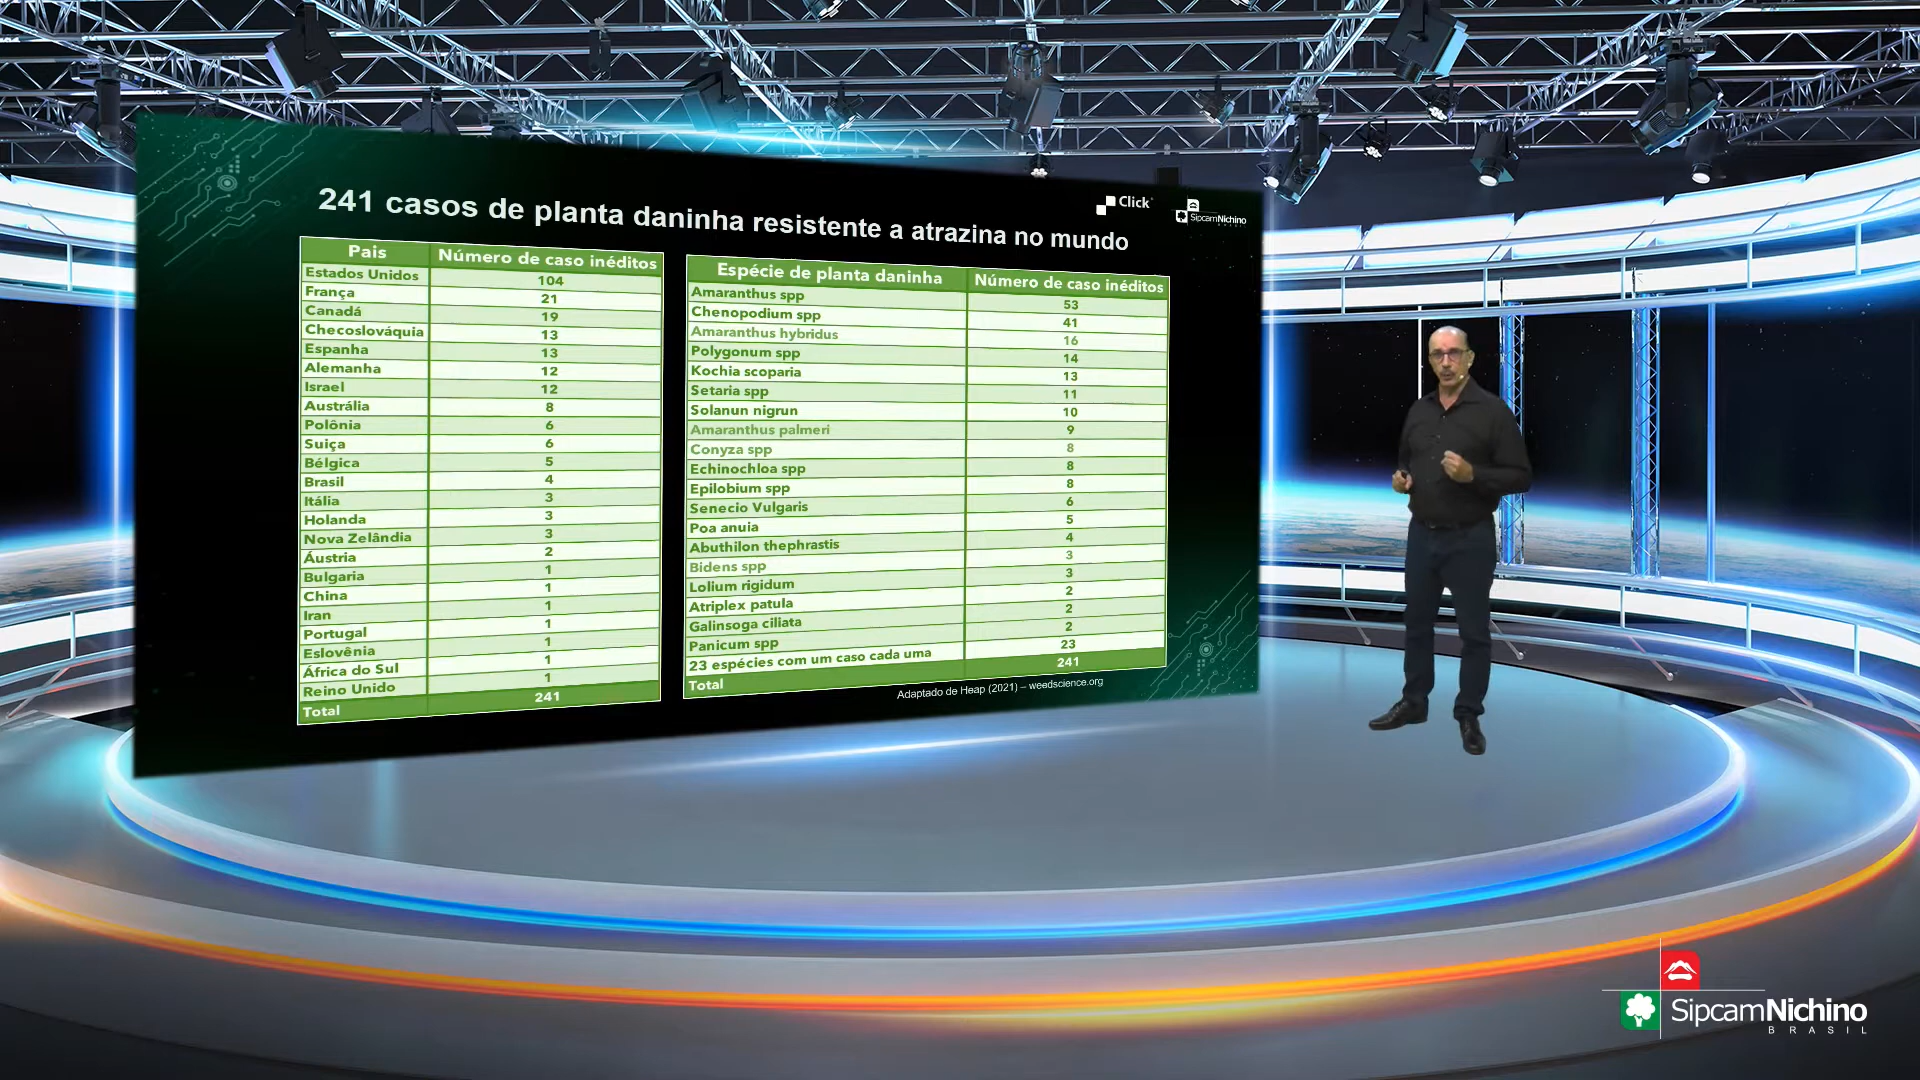 241 casos de planta daninha resistente a atrazina no mundo
Click
SipcamNichino
Pais Número de caso inéditos
Estados Unidos 104
França 21
Canadá 19
Checoslováquia 13
Espanha 13
Alemanha 12
Israel 12
Austrália 8
Polônia 6
Suiça 6
Bélgica 5
Brasil 4
Itália 3
Holanda 3
Nova Zelândia 3
Áustria 2
Bulgaria 1
China 1
Iran 1
Portugal 1
Eslovênia 1
África do Sul 1
Reino Unido 1
Total 241
Espécie de planta daninha Número de caso inéditos
Amaranthus spp 53
Chenopodium spp 41
Amaranthus hybridus 16
Polygonum spp 14
Kochia scoparia 13
Setaria spp 11
Solanun nigrun 10
Amaranthus palmeri 9
Conyza spp 8
Echinochloa spp 8
Epilobium spp 8
Senecio Vulgaris 6
Poa anuia 5
Abuthilon thephrastis 4
Bidens spp 3
Lolium rigidum 3
Atriplex patula 2
Galinsoga ciliata 2
Panicum spp 2
23 espécies com um caso cada uma 23
Total 241
Adaptado de Heap (2021) – weedscience.org
SipcamNichino
BRASIL